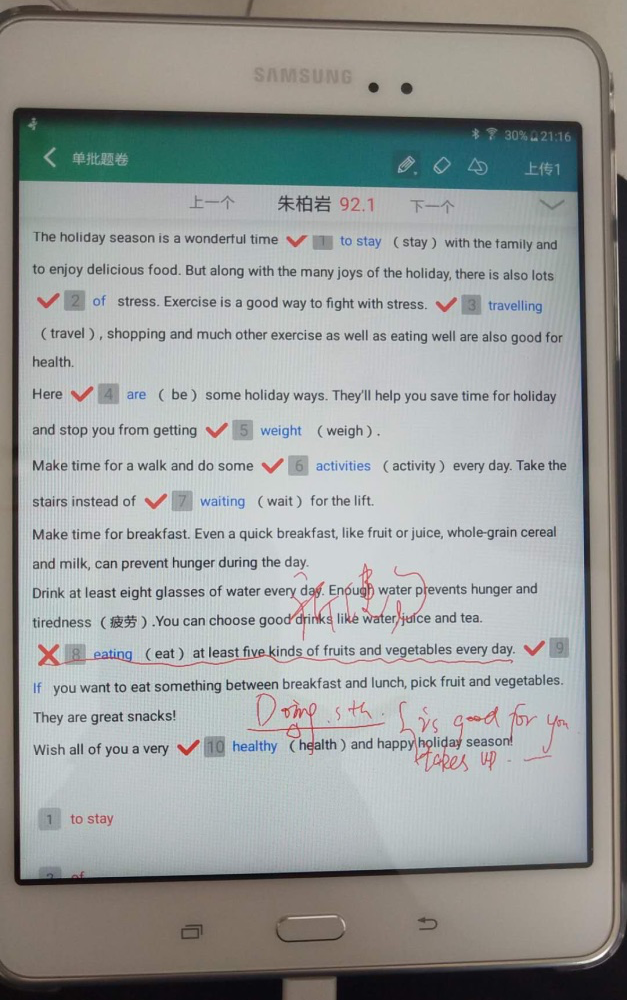 SAMSUNG
30% 21:16
单批题卷
上传1
上一个 朱柏岩 92.1 下一个
The holiday season is a wonderful time 1 to stay (stay) with the family and
to enjoy delicious food. But along with the many joys of the holiday, there is also lots
2 of stress. Exercise is a good way to fight with stress. 3 travelling
(travel), shopping and much other exercise as well as eating well are also good for
health.
Here 4 are (be) some holiday ways. They'll help you save time for holiday
and stop you from getting 5 weight (weigh).
Make time for a walk and do some 6 activities (activity) every day. Take the
stairs instead of 7 waiting (wait) for the lift.
Make time for breakfast. Even a quick breakfast, like fruit or juice, whole-grain cereal
and milk, can prevent hunger during the day.
Drink at least eight glasses of water every day. Enough water prevents hunger and
tiredness (疲劳).You can choose good drinks like water, juice and tea.
8 eating (eat) at least five kinds of fruits and vegetables every day. 9
If you want to eat something between breakfast and lunch, pick fruit and vegetables.
They are great snacks!
Doing sth. is good for you
takes up
Wish all of you a very 10 healthy (health) and happy holiday season!
1 to stay
2 of